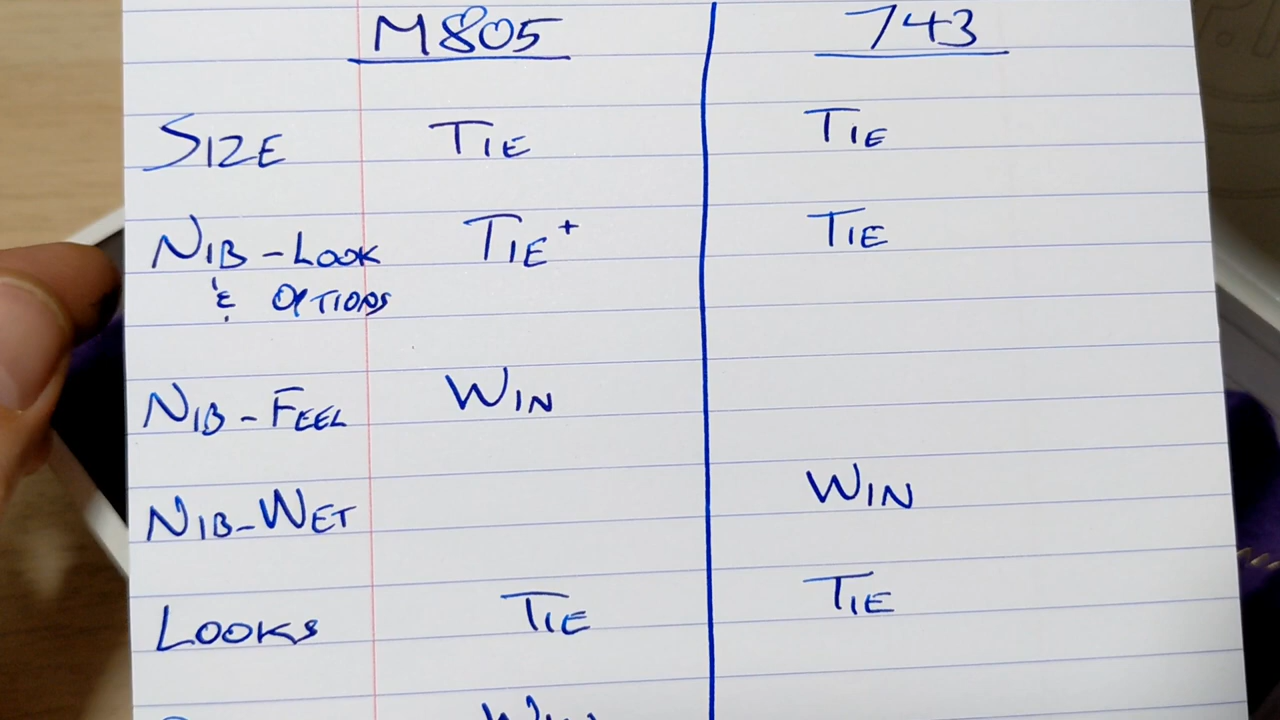 M805 743
SIZE TIE TIE
NIB-LOOK TIE+ TIE
& OPTIONS
NIB-FEEL WIN
NIB-WET WIN
LOOKS TIE TIE
WIN